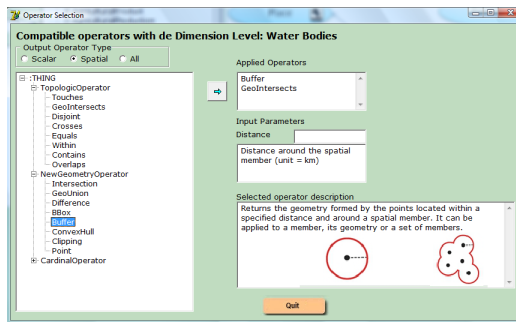 Operator Selection
Compatible operators with de Dimension Level: Water Bodies
Output Operator Type
Scalar Spatial All
:THING
TopologicOperator
Touches
GeoIntersects
Disjoint
Crosses
Equals
Within
Contains
Overlaps
NewGeometryOperator
Intersection
GeoUnion
Difference
BBox
Buffer
ConvexHull
Clipping
Point
CardinalOperator
Applied Operators
Buffer
GeoIntersects
Input Parameters
Distance
Distance around the spatial
member (unit = km)
Selected operator description
Returns the geometry formed by the points located within a
specified distance and around a spatial member. It can be
applied to a member, its geometry or a set of members.
Quit